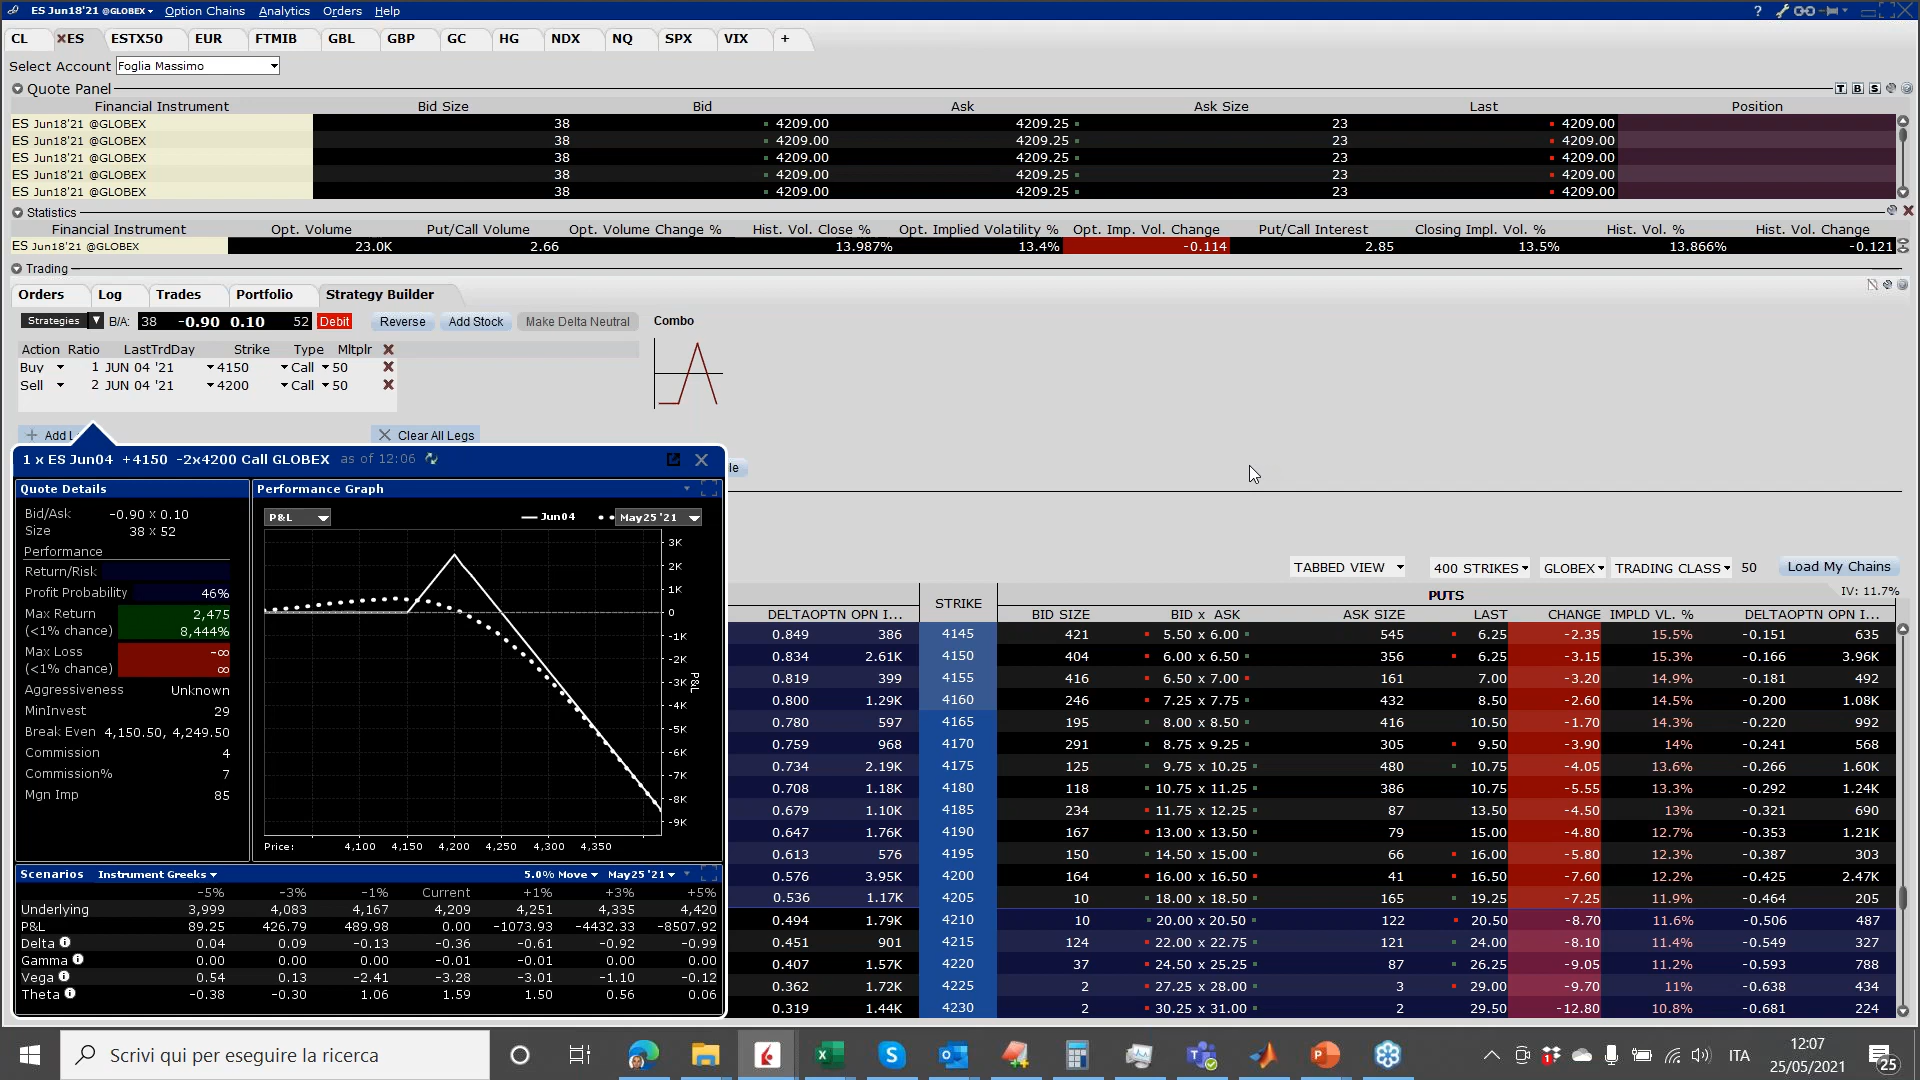 ES Jun18'21 @GLOBEX Option Chains Analytics Orders Help ?
CL ES ESTX50 EUR FTMIB GBL GBP GC HG NDX NQ SPX VIX +
Select Account Foglia Massimo
Quote Panel T B S
Financial Instrument Bid Size Bid Ask Ask Size Last Position
ES Jun18'21 @GLOBEX 38 4209.00 4209.25 23 4209.00
ES Jun18'21 @GLOBEX 38 4209.00 4209.25 23 4209.00
ES Jun18'21 @GLOBEX 38 4209.00 4209.25 23 4209.00
ES Jun18'21 @GLOBEX 38 4209.00 4209.25 23 4209.00
ES Jun18'21 @GLOBEX 38 4209.00 4209.25 23 4209.00
Statistics
Financial Instrument Opt. Volume Put/Call Volume Opt. Volume Change % Hist. Vol. Close % Opt. Implied Volatility % Opt. Imp. Vol. Change Put/Call Interest Closing Impl. Vol. % Hist. Vol. % Hist. Vol. Change
ES Jun18'21 @GLOBEX 23.0K 2.66 13.987% 13.4% -0.114 2.85 13.5% 13.866% -0.121
Trading
Orders Log Trades Portfolio Strategy Builder
Strategies B/A: 38 -0.90 0.10 52 Debit Reverse Add Stock Make Delta Neutral Combo
Action Ratio LastTrdDay Strike Type Mltplr
Buy 1 JUN 04 '21 4150 Call 50
Sell 2 JUN 04 '21 4200 Call 50
Add L Clear All Legs
1 x ES Jun04 +4150 -2x4200 Call GLOBEX as of 12:06
le
Quote Details
Bid/Ask -0.90 x 0.10
Size 38 x 52
Performance
Return/Risk
Profit Probability 46%
Max Return 2,475
(<1% chance) 8,444%
Max Loss -∞
(<1% chance) ∞
Aggressiveness Unknown
MinInvest 29
Break Even 4,150.50, 4,249.50
Commission 4
Commission% 7
Mgn Imp 85
Performance Graph
P&L Jun04 May25 '21
3K
2K
1K
0
-1K
-2K
-3K
-4K
-5K
-6K
-7K
-8K
-9K
P&L
Price: 4,100 4,150 4,200 4,250 4,300 4,350
Scenarios Instrument Greeks 5.0% Move May25 '21
-5% -3% -1% Current +1% +3% +5%
Underlying 3,999 4,083 4,167 4,209 4,251 4,335 4,420
P&L 89.25 426.79 489.98 0.00 -1073.93 -4432.33 -8507.92
Delta 0.04 0.09 -0.13 -0.36 -0.61 -0.92 -0.99
Gamma 0.00 0.00 0.00 -0.01 -0.01 0.00 0.00
Vega 0.54 0.13 -2.41 -3.28 -3.01 -1.10 -0.12
Theta -0.38 -0.30 1.06 1.59 1.50 0.56 0.06
TABBED VIEW 400 STRIKES GLOBEX TRADING CLASS 50 Load My Chains
PUTS IV: 11.7%
DELTA OPTN OPN I... STRIKE BID SIZE BID x ASK ASK SIZE LAST CHANGE IMPLD VL. % DELTA OPTN OPN I...
0.849 386 4145 421 5.50 x 6.00 545 6.25 -2.35 15.5% -0.151 635
0.834 2.61K 4150 404 6.00 x 6.50 356 6.25 -3.15 15.3% -0.166 3.96K
0.819 399 4155 416 6.50 x 7.00 161 7.00 -3.20 14.9% -0.181 492
0.800 1.29K 4160 246 7.25 x 7.75 432 8.50 -2.60 14.5% -0.200 1.08K
0.780 597 4165 195 8.00 x 8.50 416 10.50 -1.70 14.3% -0.220 992
0.759 968 4170 291 8.75 x 9.25 305 9.50 -3.90 14% -0.241 568
0.734 2.19K 4175 125 9.75 x 10.25 480 10.75 -4.05 13.6% -0.266 1.60K
0.708 1.18K 4180 118 10.75 x 11.25 386 10.75 -5.55 13.3% -0.292 1.24K
0.679 1.10K 4185 234 11.75 x 12.25 87 13.50 -4.50 13% -0.321 690
0.647 1.76K 4190 167 13.00 x 13.50 79 15.00 -4.80 12.7% -0.353 1.21K
0.613 576 4195 150 14.50 x 15.00 66 16.00 -5.80 12.3% -0.387 303
0.576 3.95K 4200 164 16.00 x 16.50 41 16.50 -7.60 12.2% -0.425 2.47K
0.536 1.17K 4205 10 18.00 x 18.50 165 19.25 -7.25 11.9% -0.464 205
0.494 1.79K 4210 10 20.00 x 20.50 122 20.50 -8.70 11.6% -0.506 487
0.451 901 4215 124 22.00 x 22.75 121 24.00 -8.10 11.4% -0.549 327
0.407 1.57K 4220 37 24.50 x 25.25 87 26.25 -9.05 11.2% -0.593 788
0.362 1.72K 4225 2 27.25 x 28.00 3 29.00 -9.70 11% -0.638 434
0.319 1.44K 4230 2 30.25 x 31.00 2 29.50 -12.80 10.8% -0.681 224
Scrivi qui per eseguire la ricerca
ITA
12:07
25/05/2021
25